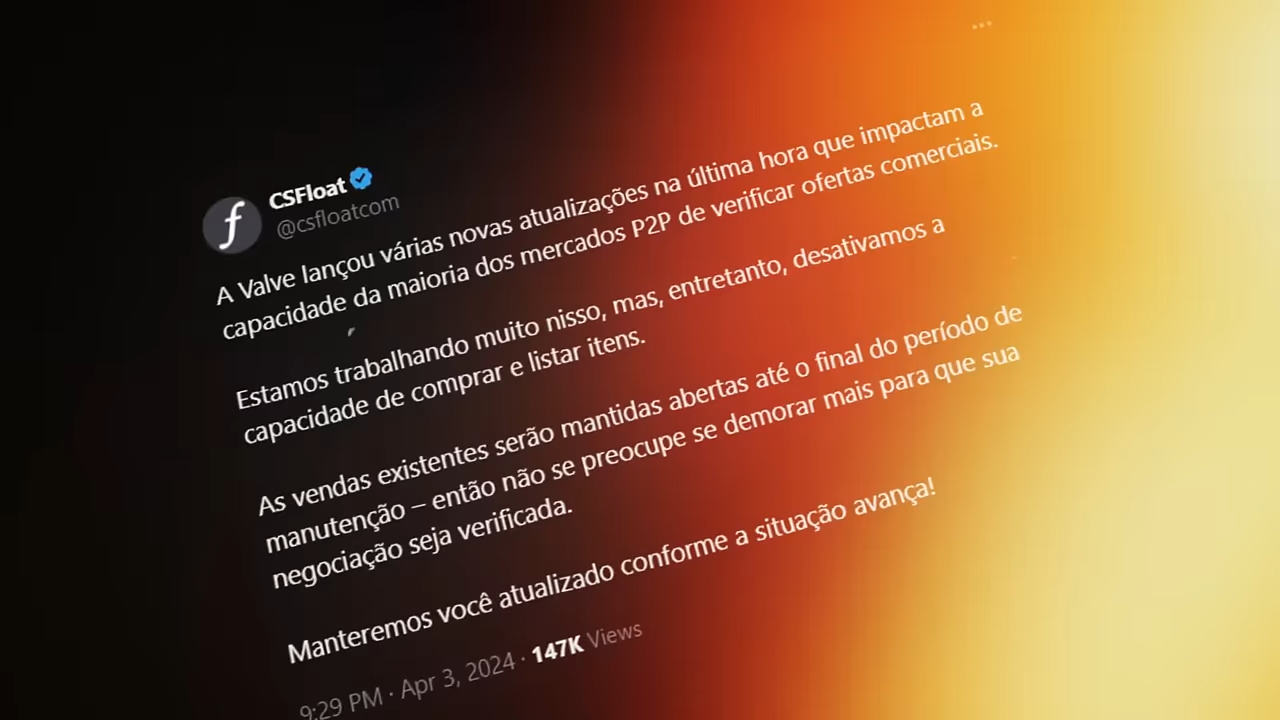 CSFloat
@csfloatcom
A Valve lançou várias novas atualizações na última hora que impactam a
capacidade da maioria dos mercados P2P de verificar ofertas comerciais.
Estamos trabalhando muito nisso, mas, entretanto, desativamos a
capacidade de comprar e listar itens.
As vendas existentes serão mantidas abertas até o final do período de
manutenção – então não se preocupe se demorar mais para que sua
negociação seja verificada.
Manteremos você atualizado conforme a situação avança!
9:29 PM · Apr 3, 2024 · 147K Views